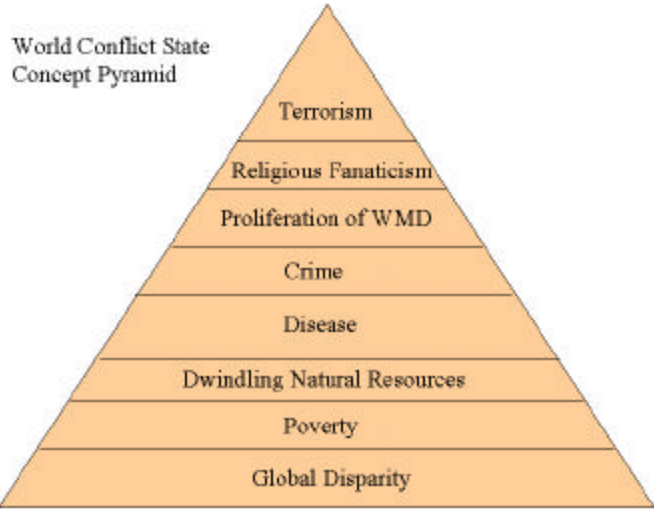 World Conflict State
Concept Pyramid
Terrorism
Religious Fanaticism
Proliferation of WMD
Crime
Disease
Dwindling Natural Resources
Poverty
Global Disparity